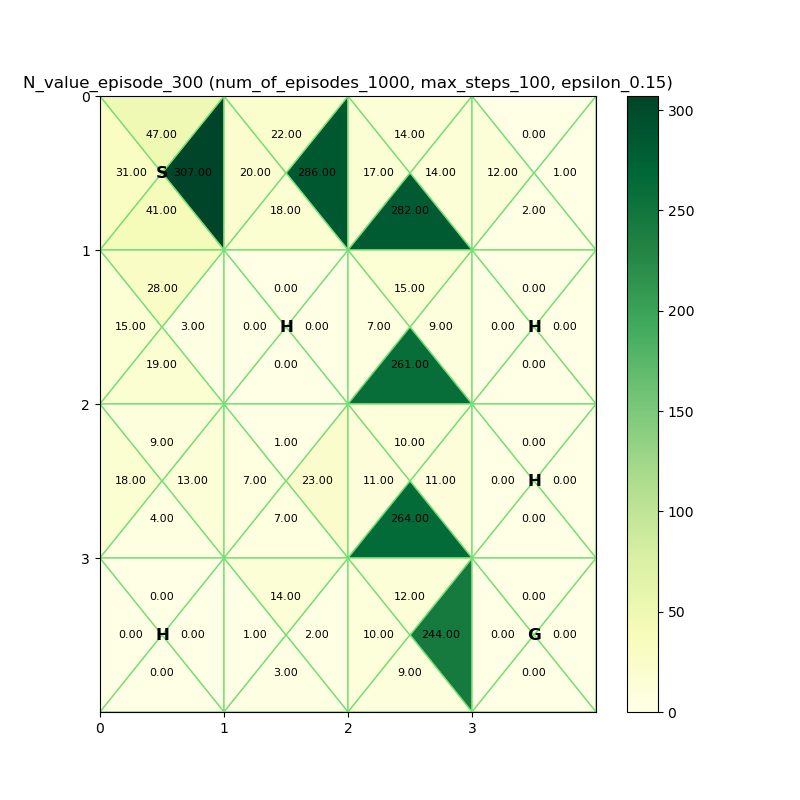 N_value_episode_300 (num_of_episodes_1000, max_steps_100, epsilon_0.15)
0
47.00 22.00 14.00 0.00
31.00 S 307.00 20.00 286.00 17.00 14.00 12.00 1.00
41.00 18.00 282.00 2.00
1
28.00 0.00 15.00 0.00
15.00 3.00 0.00 H 0.00 7.00 9.00 0.00 H 0.00
19.00 0.00 261.00 0.00
2
9.00 1.00 10.00 0.00
18.00 13.00 7.00 23.00 11.00 11.00 0.00 H 0.00
4.00 7.00 264.00 0.00
3
0.00 14.00 12.00 0.00
0.00 H 0.00 1.00 2.00 10.00 244.00 0.00 G 0.00
0.00 3.00 9.00 0.00
0 1 2 3
300
250
200
150
100
50
0